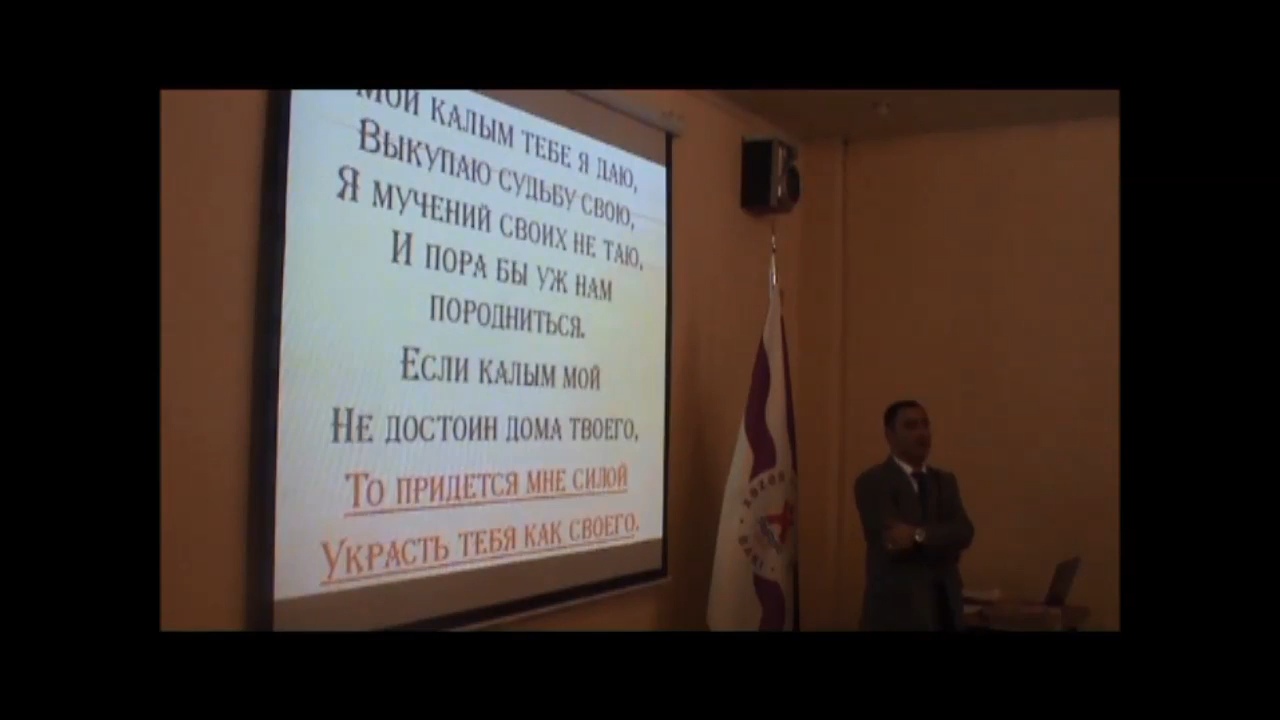 Мой калым тебе я даю,
Выкупаю судьбу свою,
Я мучений своих не таю,
И пора бы уж нам
породниться.
Если калым мой
Не достоин дома твоего,
То придется мне силой
Украсть тебя как своего.